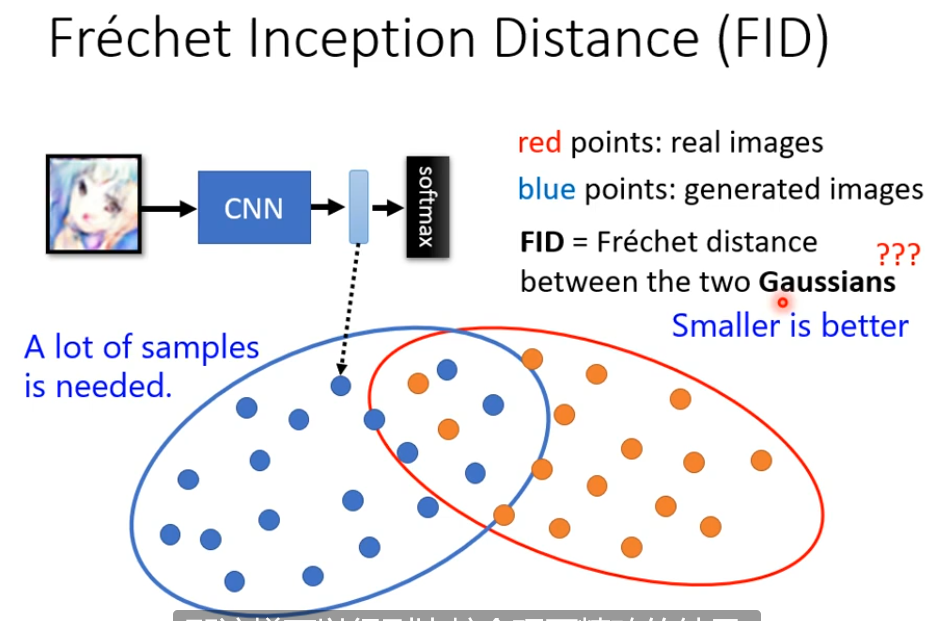 Fréchet Inception Distance (FID)
CNN
softmax
red points: real images
blue points: generated images
FID = Fréchet distance
between the two Gaussians
???
Smaller is better
A lot of samples
is needed.